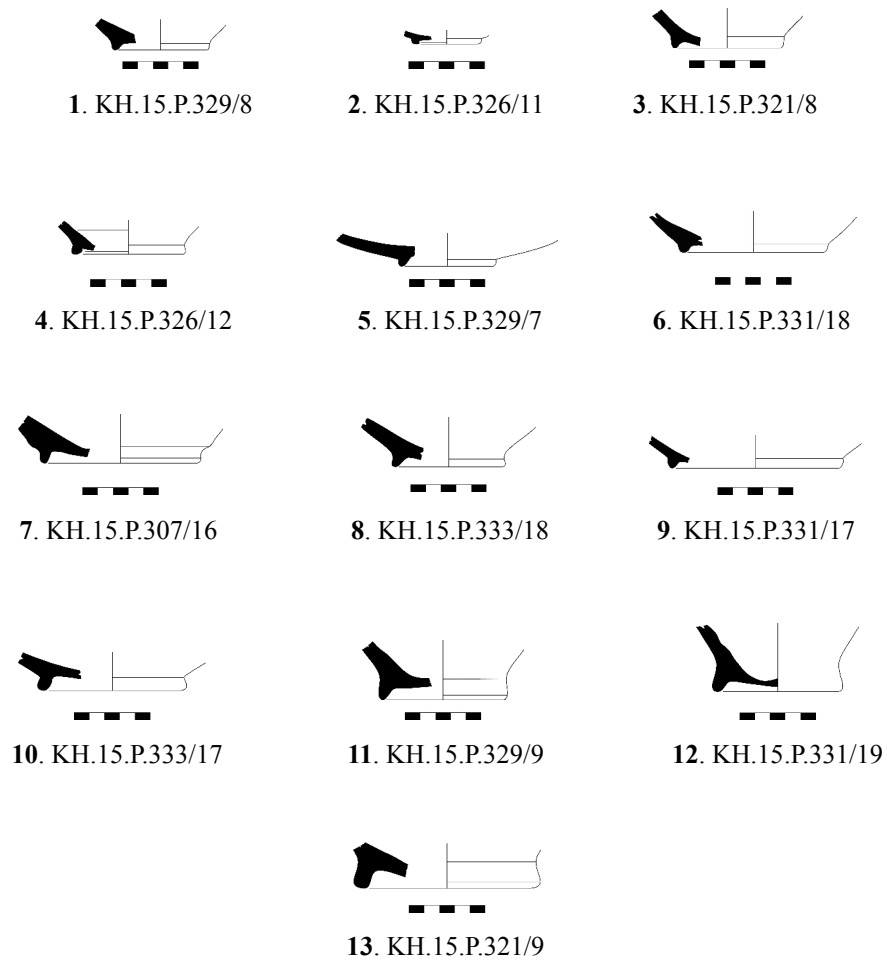 1. KH.15.P.329/8
2. KH.15.P.326/11
3. KH.15.P.321/8
4. KH.15.P.326/12
5. KH.15.P.329/7
6. KH.15.P.331/18
7. KH.15.P.307/16
8. KH.15.P.333/18
9. KH.15.P.331/17
10. KH.15.P.333/17
11. KH.15.P.329/9
12. KH.15.P.331/19
13. KH.15.P.321/9